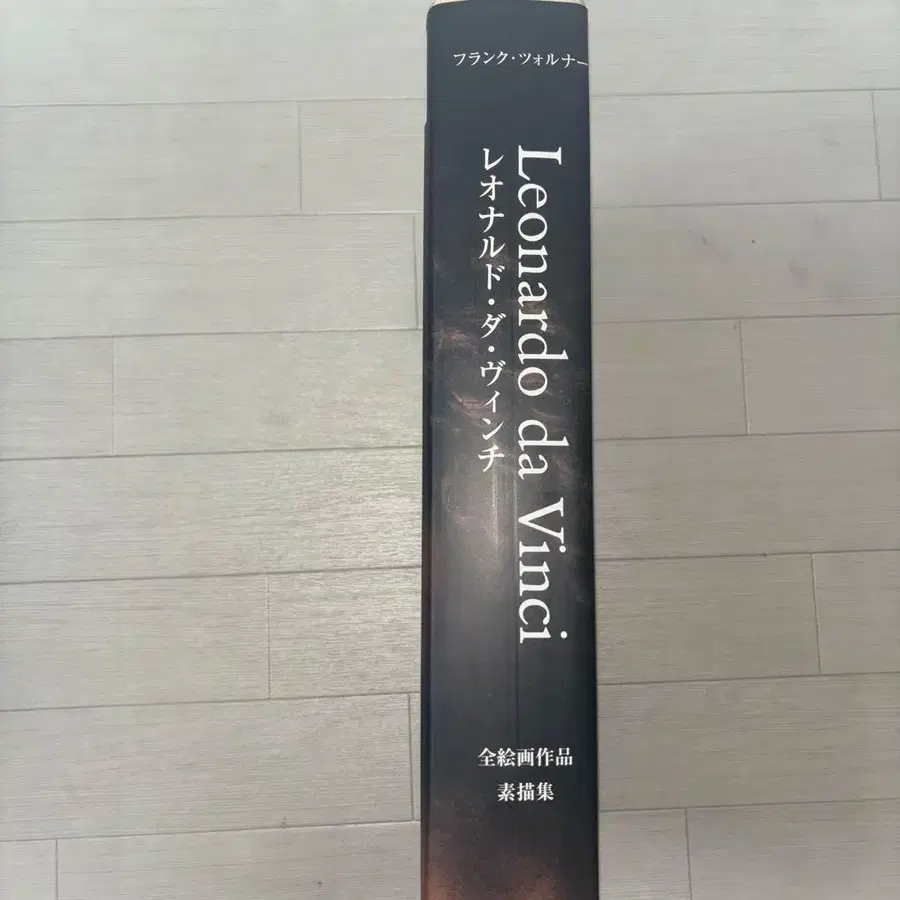 フランク・ツォルナー
Leonardo da Vinci
レオナルド・ダ・ヴィンチ
全絵画作品
素描集